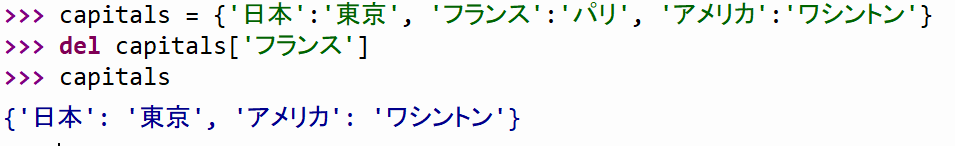 >>> capitals = {'日本':'東京', 'フランス':'パリ', 'アメリカ':'ワシントン'}
>>> del capitals['フランス']
>>> capitals
{'日本': '東京', 'アメリカ': 'ワシントン'}